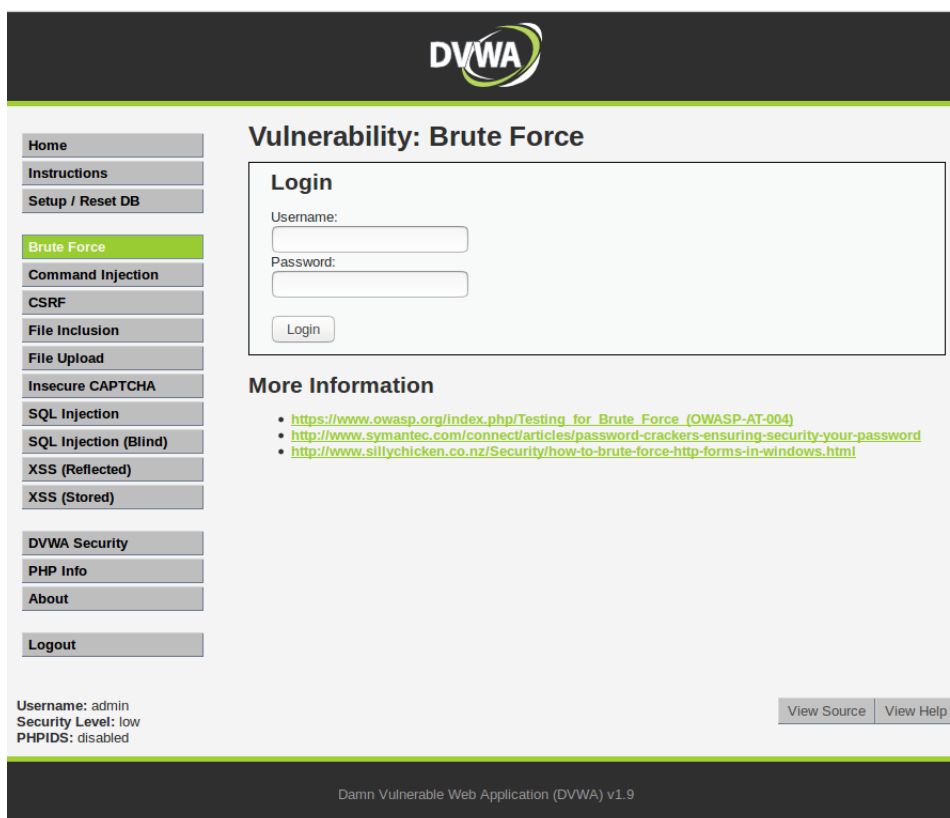 DVWA
Home
Instructions
Setup / Reset DB
Brute Force
Command Injection
CSRF
File Inclusion
File Upload
Insecure CAPTCHA
SQL Injection
SQL Injection (Blind)
XSS (Reflected)
XSS (Stored)
DVWA Security
PHP Info
About
Logout
Vulnerability: Brute Force
Login
Username:
Password:
Login
More Information
https://www.owasp.org/index.php/Testing_for_Brute_Force_(OWASP-AT-004)
http://www.symantec.com/connect/articles/password-crackers-ensuring-security-your-password
http://www.sillychicken.co.nz/Security/how-to-brute-force-http-forms-in-windows.html
Username: admin
Security Level: low
PHPIDS: disabled
View Source View Help
Damn Vulnerable Web Application (DVWA) v1.9